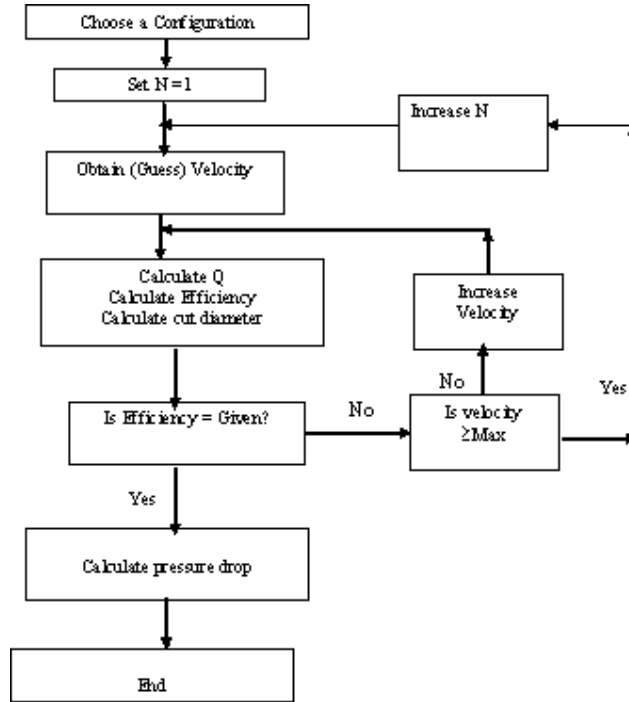 Choose a Configuration
Set N = 1
Increase N
Obtain (Guess) Velocity
Calculate Q
Calculate Efficiency
Calculate cut diameter
Increase
Velocity
No
Yes
Is Efficiency = Given?
No
Is velocity
≥Max
Yes
Calculate pressure drop
End